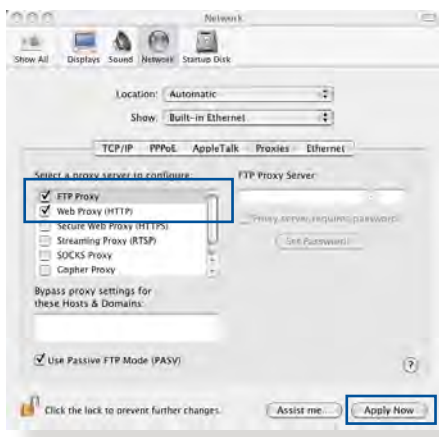 Network
Show All Displays Sound Network Startup Disk
Location: Automatic
Show: Built-in Ethernet
TCP/IP PPPoE AppleTalk Proxies Ethernet
Select a proxy server to configure: FTP Proxy Server
FTP Proxy
Web Proxy (HTTP)
Secure Web Proxy (HTTPS)
Streaming Proxy (RTSP)
SOCKS Proxy
Gopher Proxy
Proxy server requires password
Set Password
Bypass proxy settings for
these Hosts & Domains:
Use Passive FTP Mode (PASV)
?
Click the lock to prevent further changes.
Assist me... Apply Now